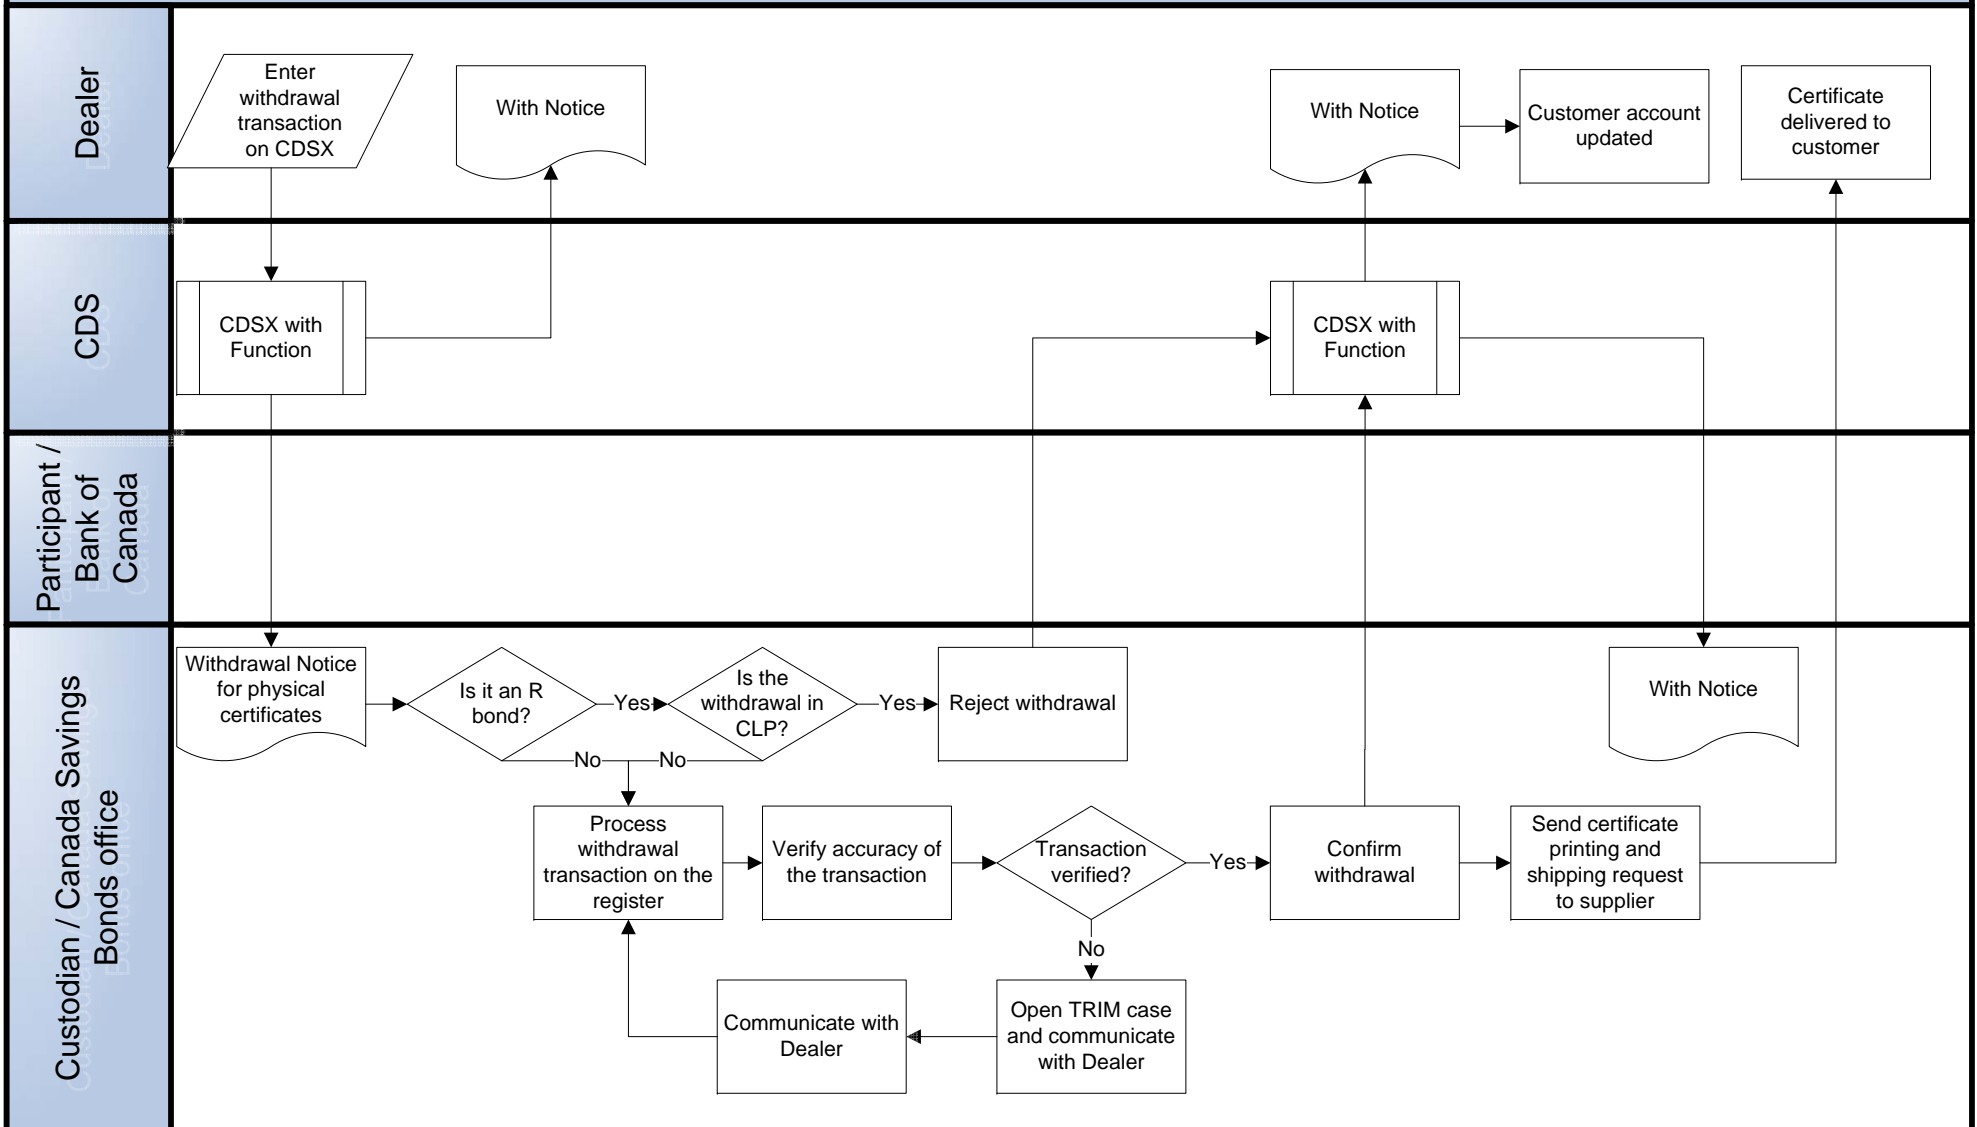 Dealer
Enter
withdrawal
transaction
on CDSX
With Notice
With Notice
Customer account
updated
Certificate
delivered to
customer
CDS
CDSX with
Function
CDSX with
Function
Participant /
Bank of
Canada
Custodian / Canada Savings
Bonds office
Withdrawal Notice
for physical
certificates
Is it an R
bond?
Yes
Is the
withdrawal in
CLP?
Yes
Reject withdrawal
With Notice
No
No
Process
withdrawal
transaction on the
register
Verify accuracy of
the transaction
Transaction
verified?
Yes
Confirm
withdrawal
Send certificate
printing and
shipping request
to supplier
No
Communicate with
Dealer
Open TRIM case
and communicate
with Dealer